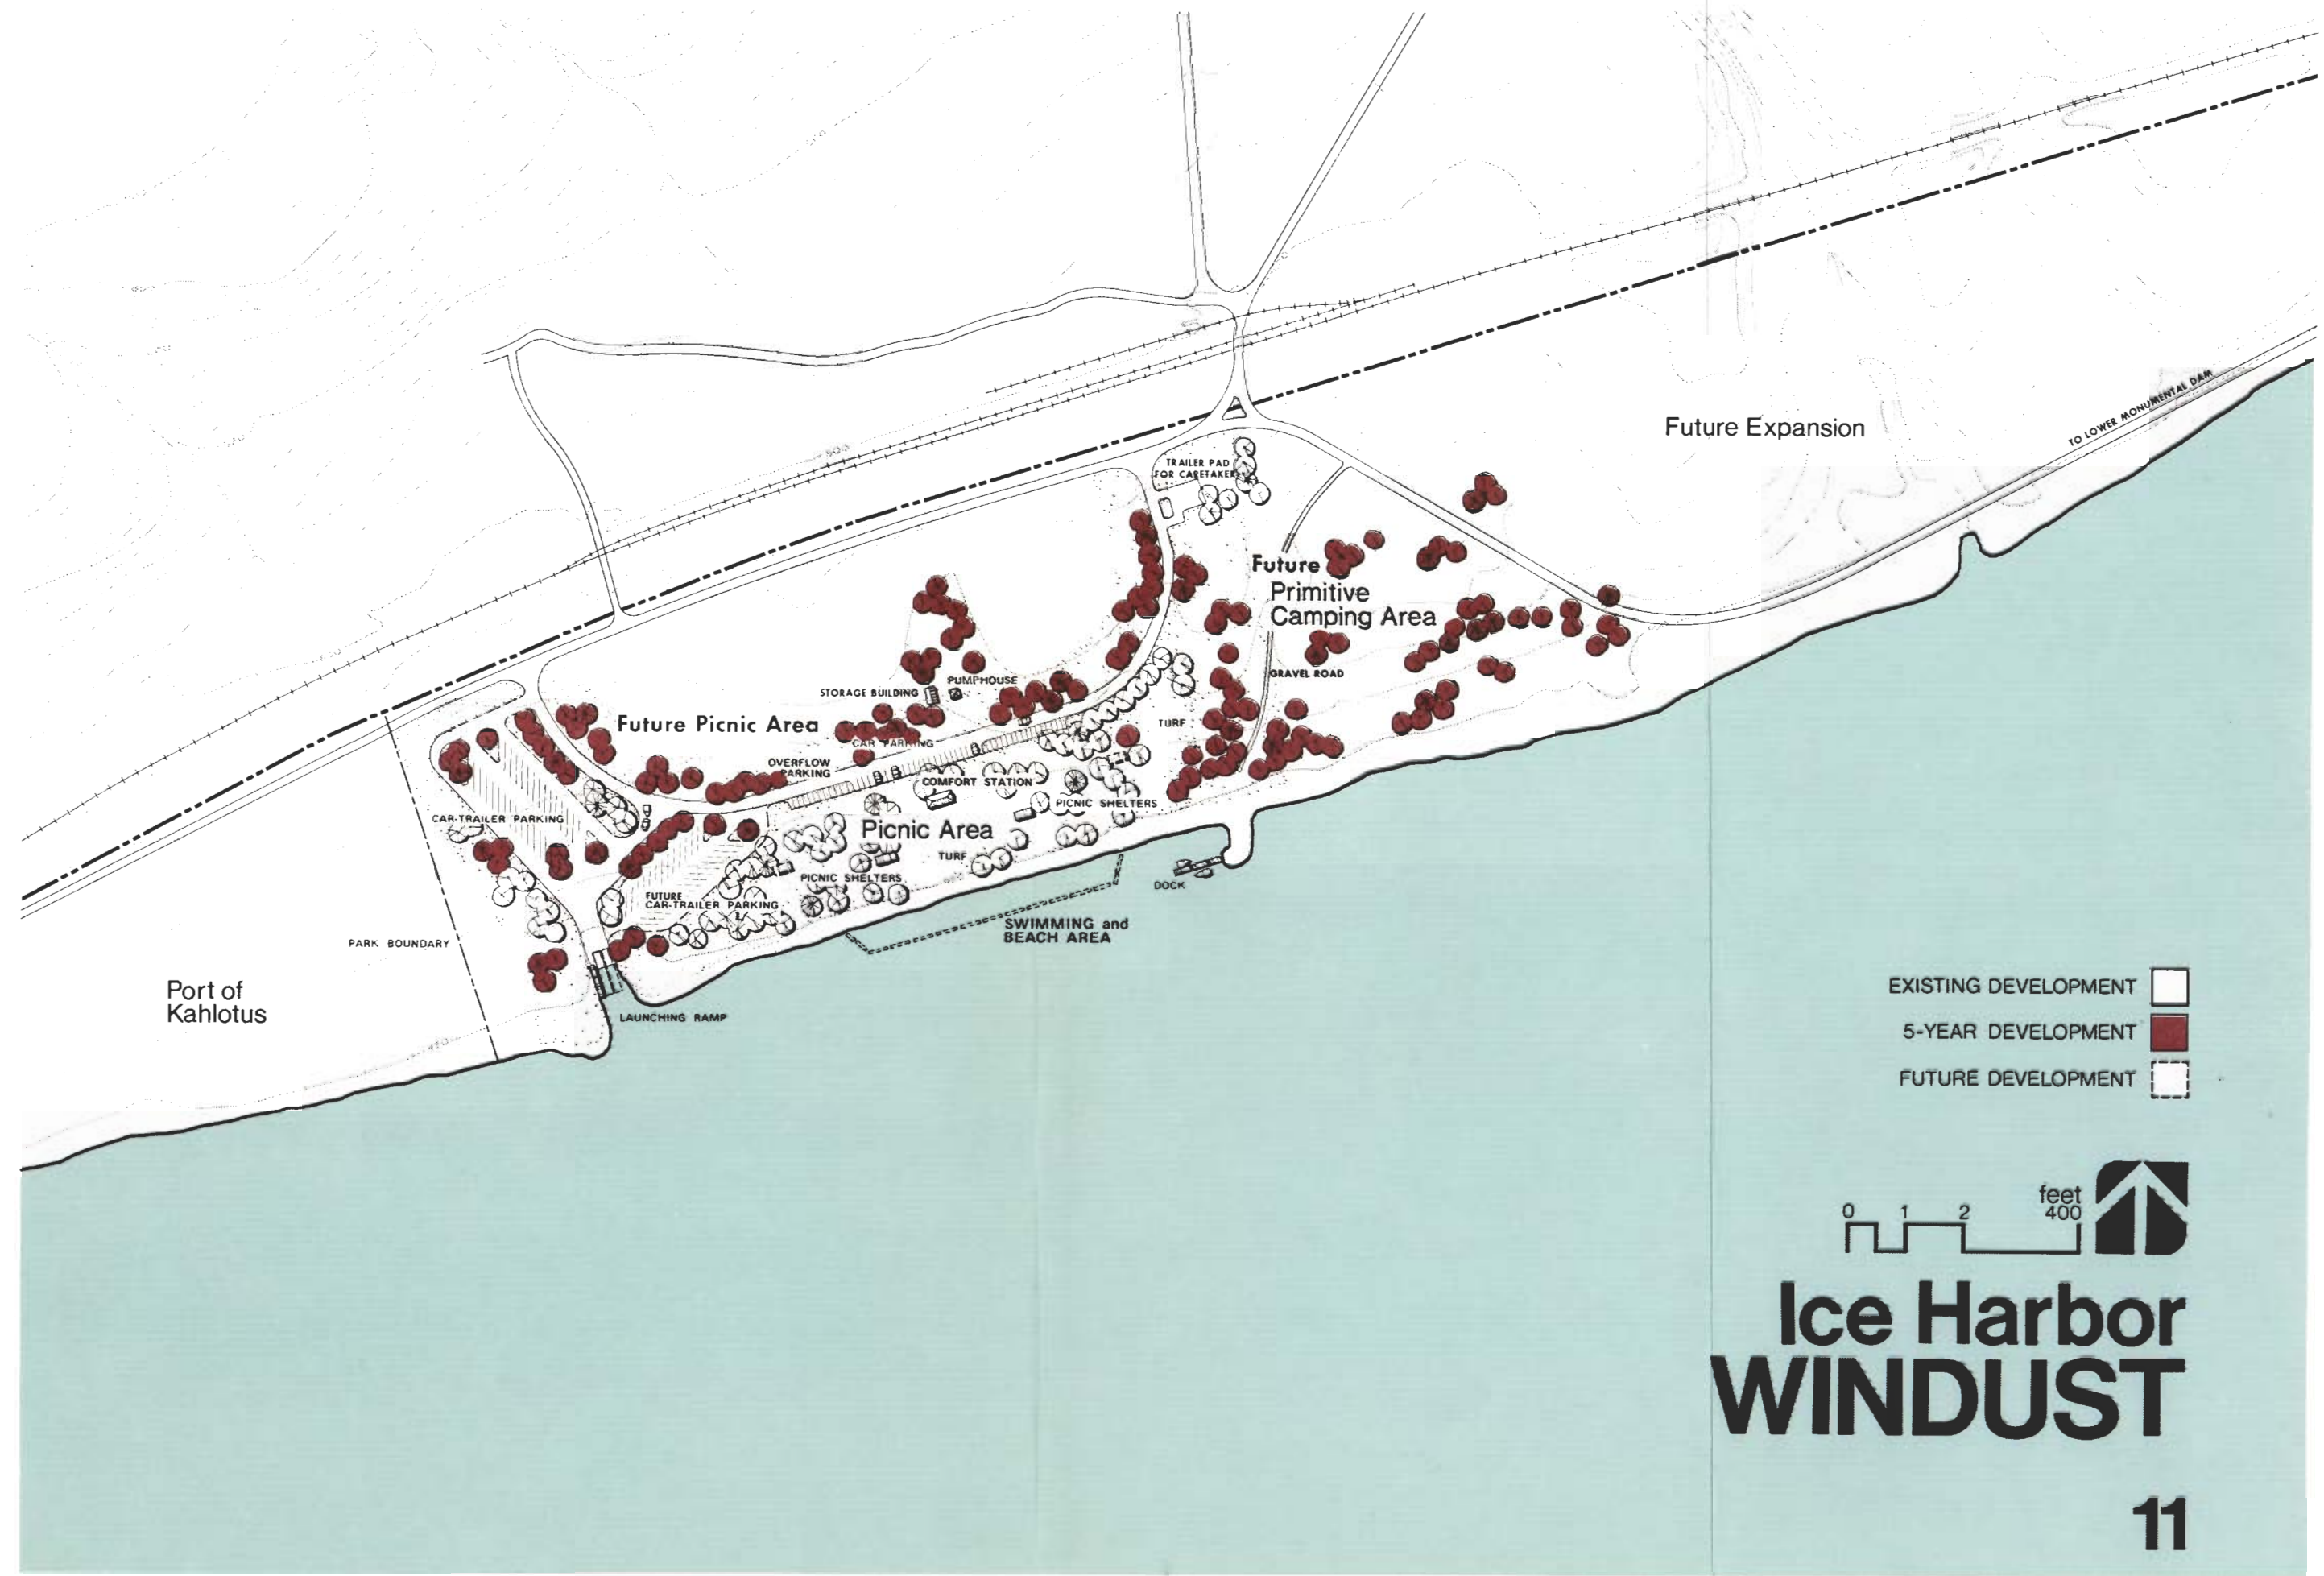 Future Expansion
TO LOWER MONUMENTAL DAM
TRAILER PAD
FOR CARETAKER
Future
Primitive
Camping Area
GRAVEL ROAD
PUMPHOUSE
STORAGE BUILDING
Future Picnic Area
TURF
CAR PARKING
OVERFLOW
PARKING
COMFORT STATION
PICNIC SHELTERS
CAR-TRAILER PARKING
Picnic Area
TURF
PICNIC SHELTERS
DOCK
FUTURE
CAR-TRAILER PARKING
SWIMMING and
BEACH AREA
PARK BOUNDARY
Port of
Kahlotus
LAUNCHING RAMP
EXISTING DEVELOPMENT
5-YEAR DEVELOPMENT
FUTURE DEVELOPMENT
feet
0 1 2 400
Ice Harbor
WINDUST
11